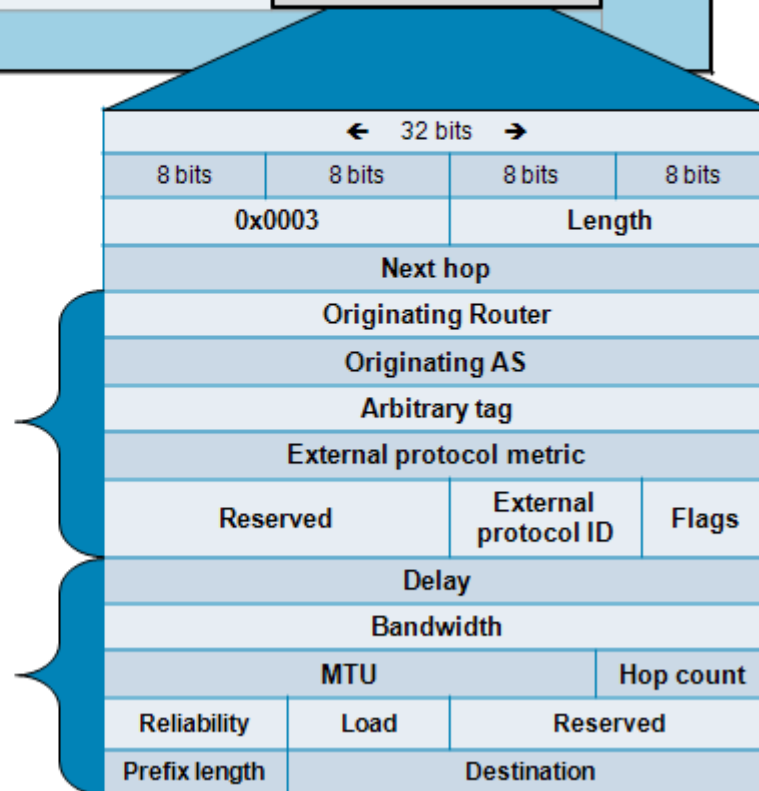 ← 32 bits →
8 bits 8 bits 8 bits 8 bits
0x0003 Length
Next hop
Originating Router
Originating AS
Arbitrary tag
External protocol metric
Reserved External protocol ID Flags
Delay
Bandwidth
MTU Hop count
Reliability Load Reserved
Prefix length Destination